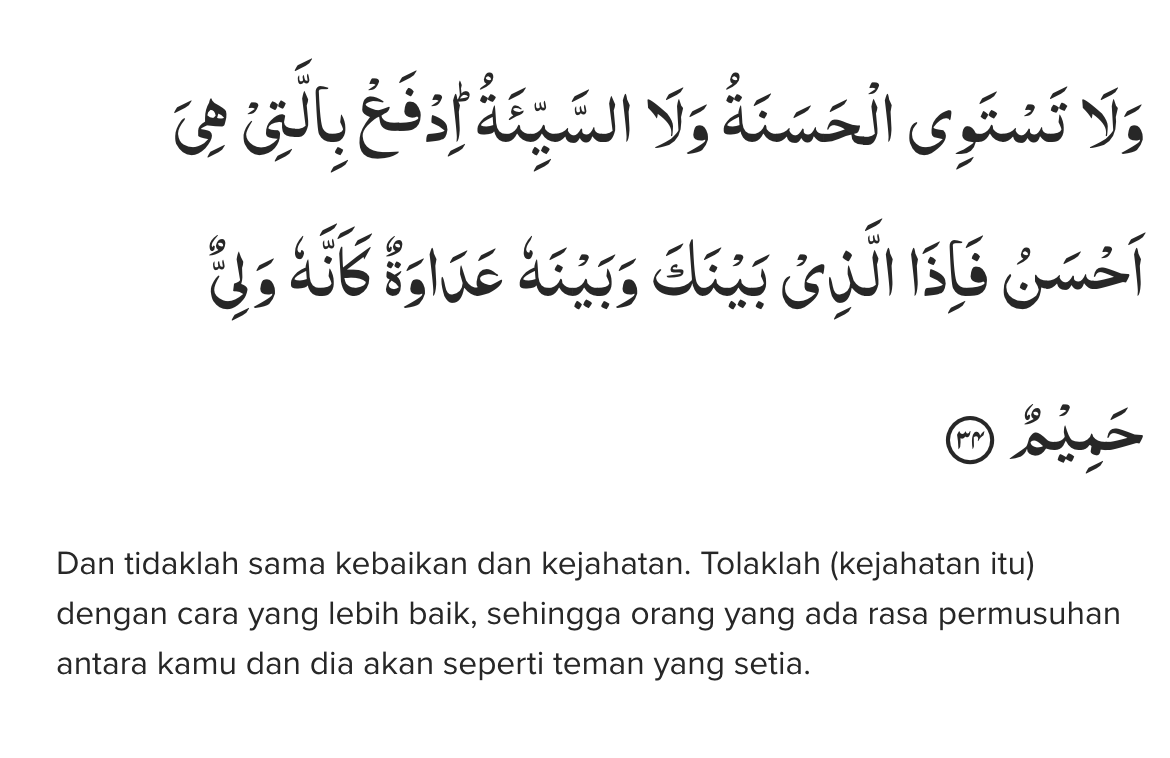 وَلَا تَسْتَوِى الْحَسَنَةُ وَلَا السَّيِّئَةُ ۗاِدْفَعْ بِالَّتِيْ هِيَ
اَحْسَنُ فَاِذَا الَّذِيْ بَيْنَكَ وَبَيْنَهٗ عَدَاوَةٌ كَاَنَّهٗ وَلِيٌّ
حَمِيْمٌ ۝٣٤
Dan tidaklah sama kebaikan dan kejahatan. Tolaklah (kejahatan itu)
dengan cara yang lebih baik, sehingga orang yang ada rasa permusuhan
antara kamu dan dia akan seperti teman yang setia.